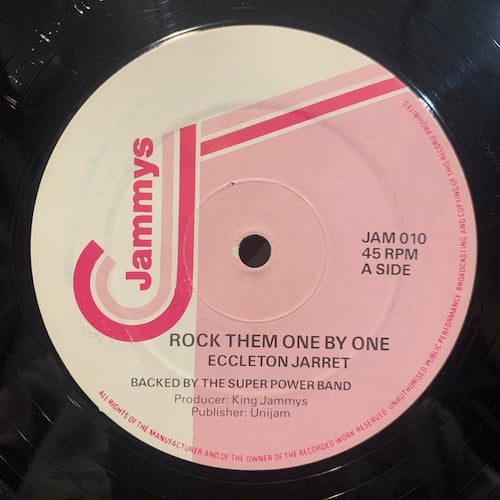 Jammys
JAM 010
45 RPM
A SIDE
ROCK THEM ONE BY ONE
ECCLETON JARRET
BACKED BY THE SUPER POWER BAND
Producer: King Jammys
Publisher: Unijam
ALL RIGHTS OF THE MANUFACTURER AND OF THE OWNER OF THE RECORDED WORK RESERVED. UNAUTHORISED PUBLIC PERFORMANCE BROADCASTING AND COPYING OF THIS RECORD PROHIBITED